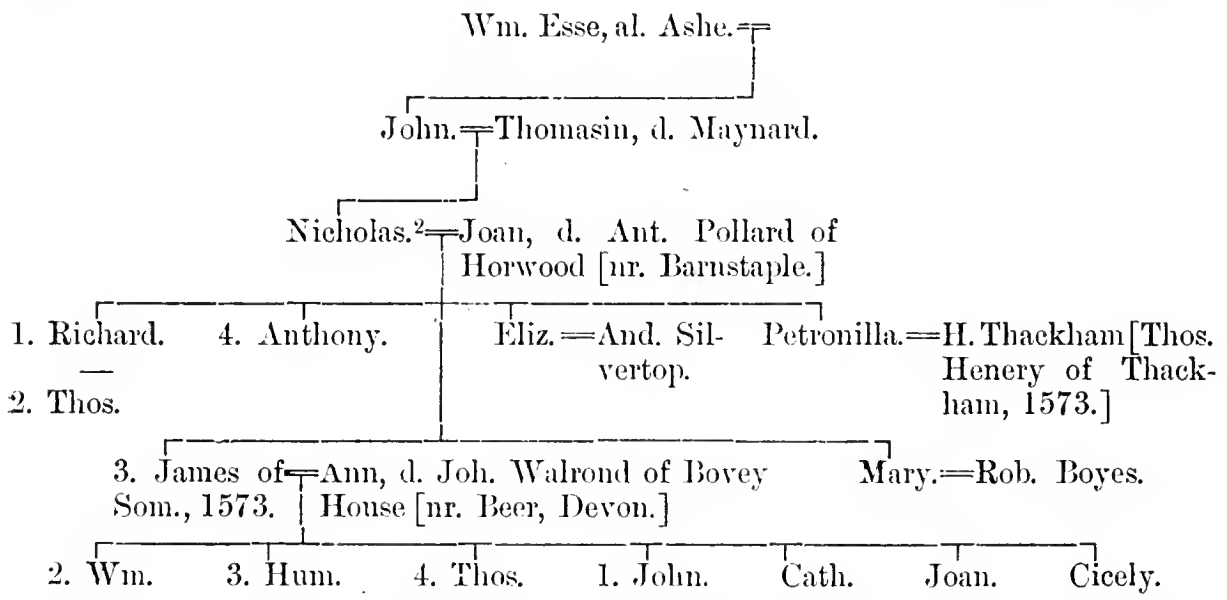 Wm. Esse, al. Ashe.
John. Thomasin, d. Maynard.
Nicholas.² Joan, d. Ant. Pollard of
Horwood [nr. Barnstaple.]
1. Richard. 4. Anthony. Eliz. And. Sil- Petronilla. H. Thackham [Thos.
vertop. Henery of Thack-
2. Thos. ham, 1573.]
3. James of Ann, d. Joh. Walrond of Bovey Mary. Rob. Boyes.
Som., 1573. House [nr. Beer, Devon.]
2. Wm. 3. Hum. 4. Thos. 1. John. Cath. Joan. Cicely.